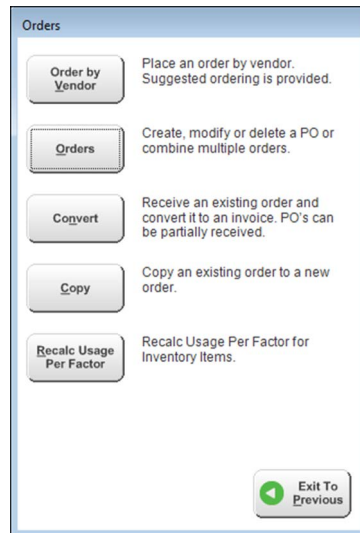 Orders
Order by
Vendor
Place an order by vendor.
Suggested ordering is provided.
Orders
Create, modify or delete a PO or
combine multiple orders.
Convert
Receive an existing order and
convert it to an invoice. PO's can
be partially received.
Copy
Copy an existing order to a new
order.
Recalc Usage
Per Factor
Recalc Usage Per Factor for
Inventory Items.
Exit To
Previous